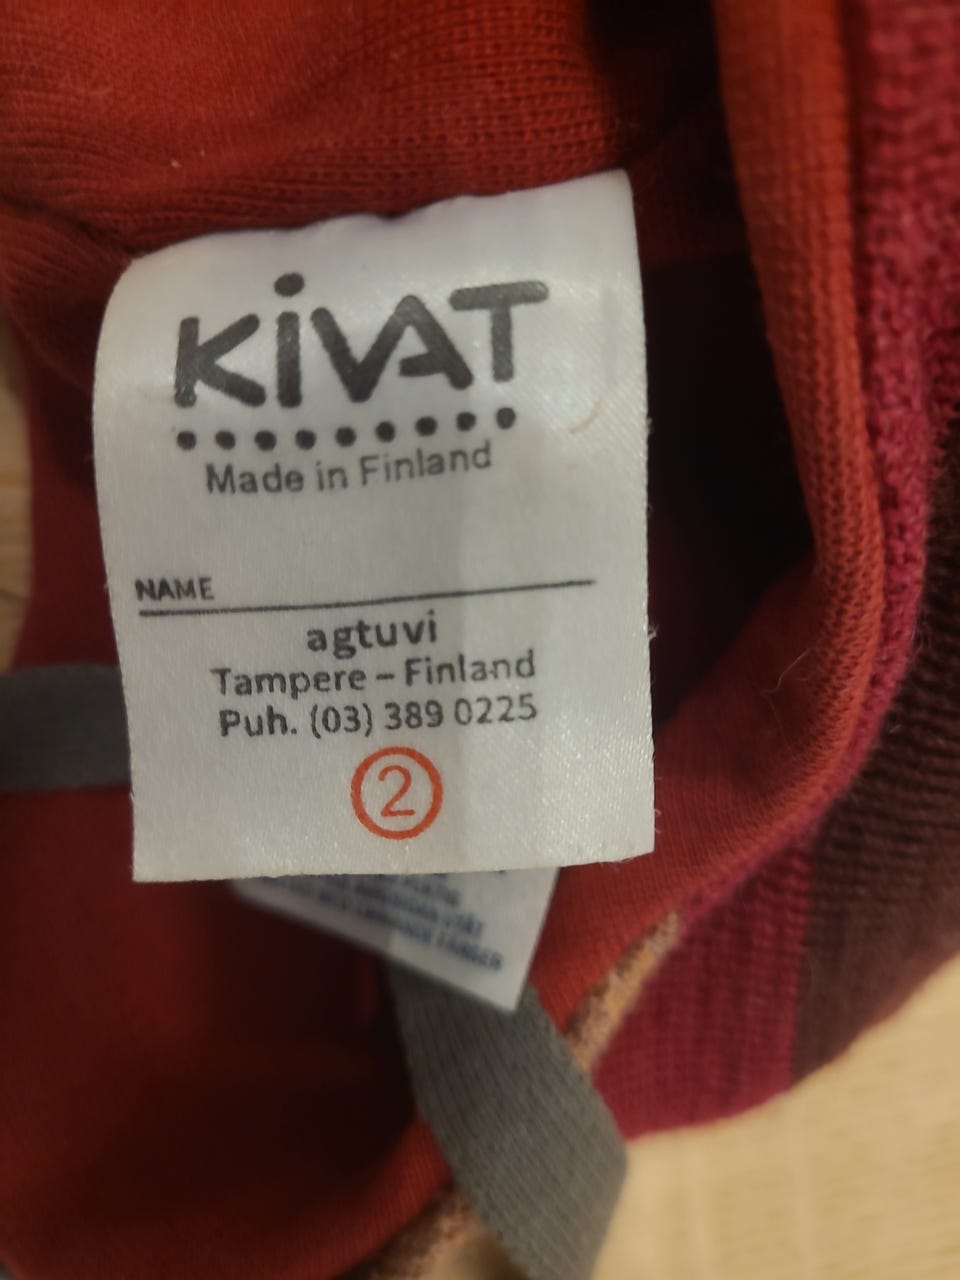 KiVAT
Made in Finland
NAME
agtuvi
Tampere – Finland
Puh. (03) 389 0225
2